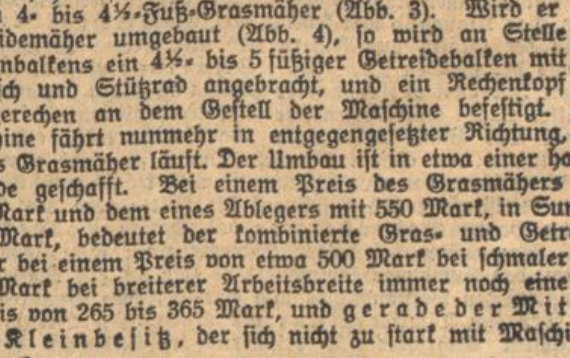 4- bis 4½-Fuß-Grasmäher (Abb. 3). Wird er
idemäher umgebaut (Abb. 4), so wird an Stelle
nbalkens ein 4½- bis 5 füßiger Getreidebalken mit
ch und Stützrad angebracht, und ein Rechenkopf
erechen an dem Gestell der Maschine befestigt.
ine fährt nunmehr in entgegengesetzter Richtung,
s Grasmäher läuft. Der Umbau ist in etwa einer ha
de geschafft. Bei einem Preis des Grasmähers
Mark und dem eines Ablegers mit 550 Mark, in Sum
Mark, bedeutet der kombinierte Gras- und Getr
r bei einem Preis von etwa 500 Mark bei schmaler
Mark bei breiterer Arbeitsbreite immer noch eine
is von 265 bis 365 Mark, und gerade der Mit
Kleinbesitz, der sich nicht zu stark mit Maschi